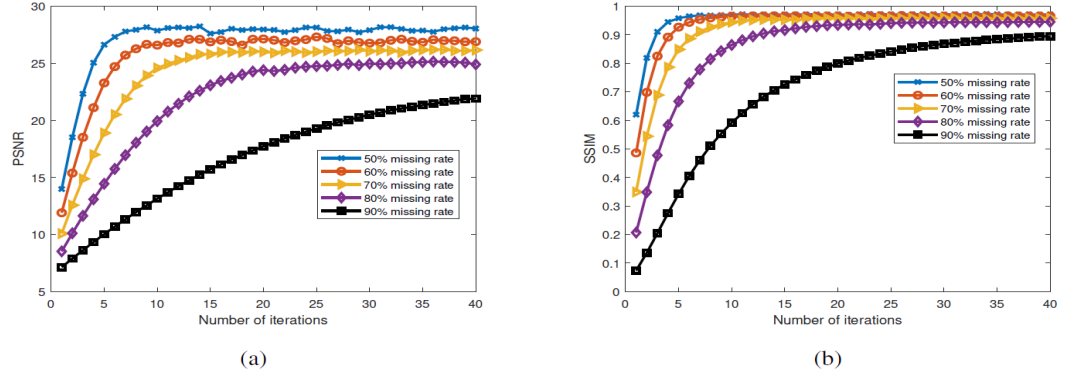 30
25
20
15
10
5
PSNR
50% missing rate
60% missing rate
70% missing rate
80% missing rate
90% missing rate
0 5 10 15 20 25 30 35 40
Number of iterations
(a)
1
0.9
0.8
0.7
0.6
0.5
0.4
0.3
0.2
0.1
0
SSIM
50% missing rate
60% missing rate
70% missing rate
80% missing rate
90% missing rate
0 5 10 15 20 25 30 35 40
Number of iterations
(b)